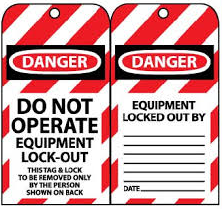 DANGER
DO NOT
OPERATE
EQUIPMENT
LOCK-OUT
THIS TAG & LOCK
TO BE REMOVED ONLY
BY THE PERSON
SHOWN ON BACK
DANGER
EQUIPMENT
LOCKED OUT BY
DATE